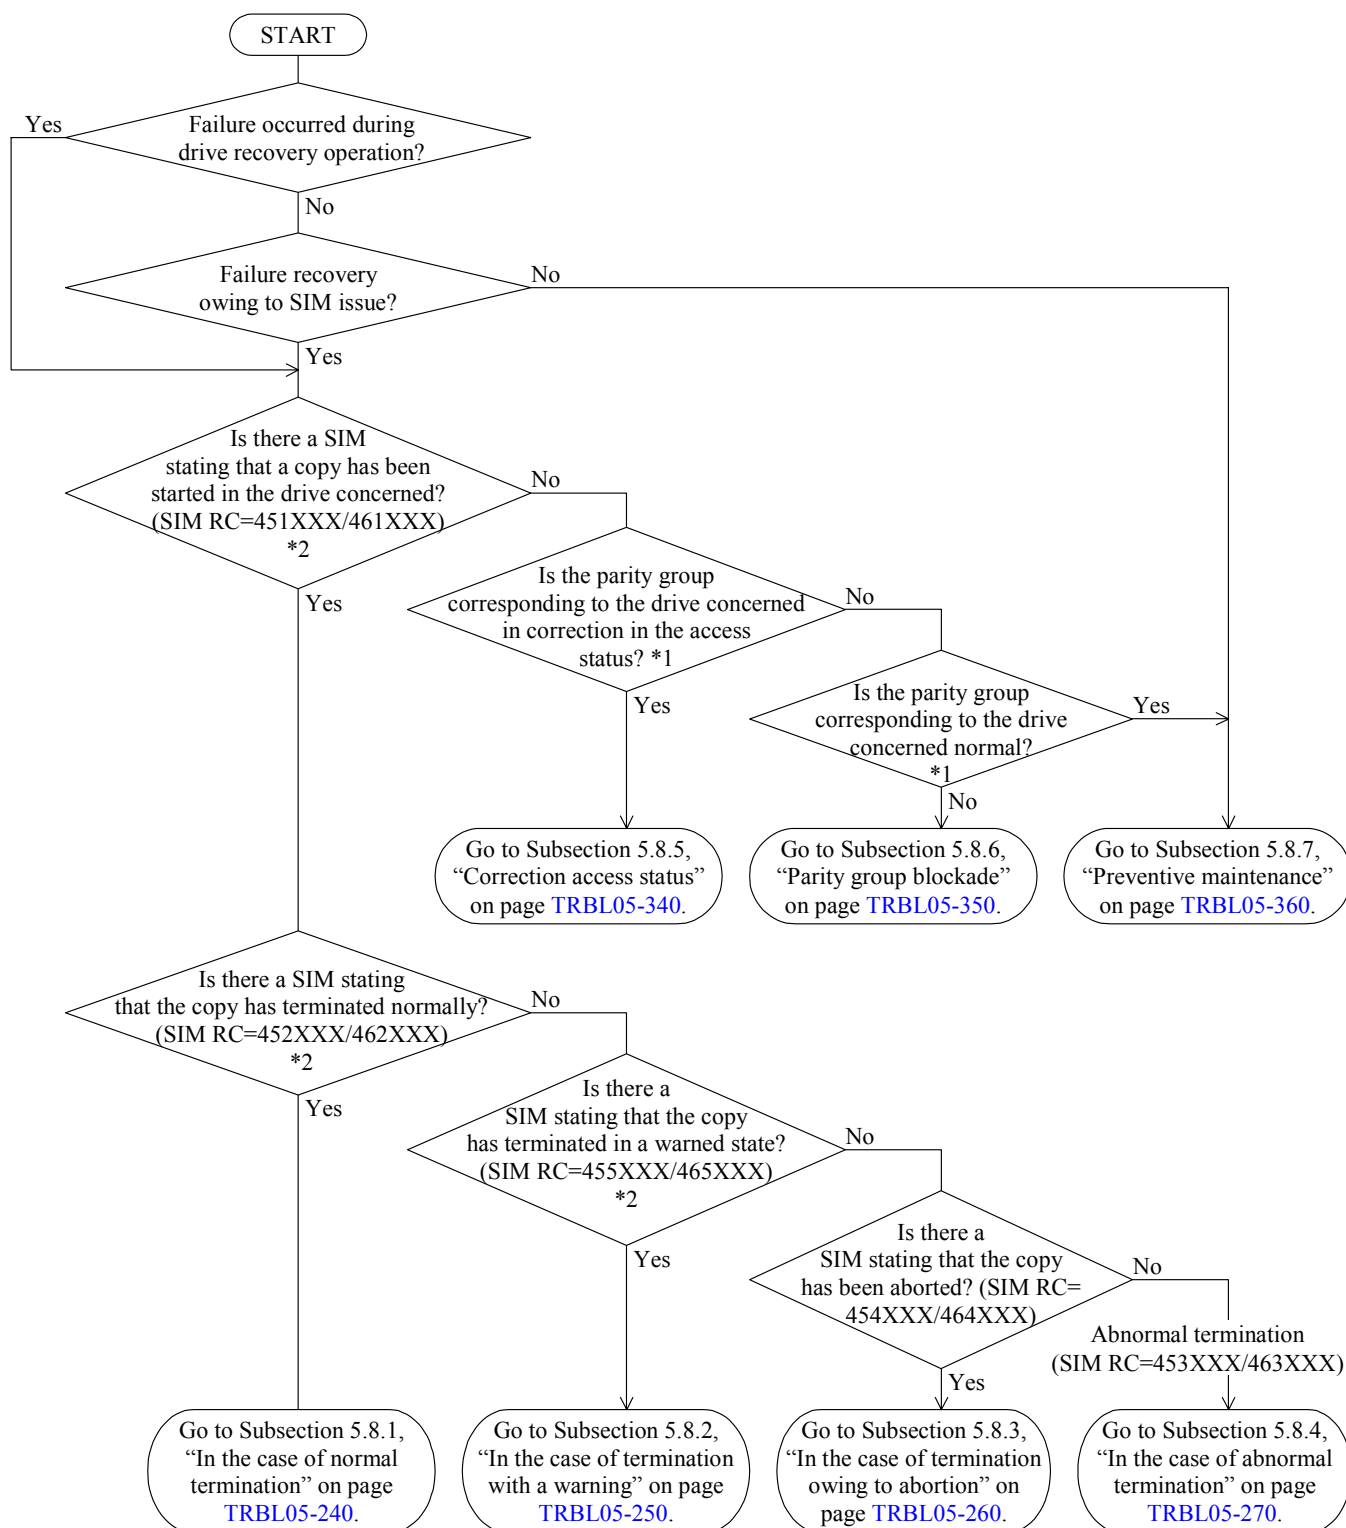 START
Yes
Failure occurred during
drive recovery operation?
No
Failure recovery
owing to SIM issue?
No
Yes
Is there a SIM
stating that a copy has been
started in the drive concerned?
(SIM RC=451XXX/461XXX)
*2
No
Yes
Is the parity group
corresponding to the drive concerned
in correction in the access
status? *1
No
Yes
Is the parity group
corresponding to the drive
concerned normal?
*1
Yes
No
Go to Subsection 5.8.5,
“Correction access status”
on page TRBL05-340.
Go to Subsection 5.8.6,
“Parity group blockade”
on page TRBL05-350.
Go to Subsection 5.8.7,
“Preventive maintenance”
on page TRBL05-360.
Is there a SIM stating
that the copy has terminated normally?
(SIM RC=452XXX/462XXX)
*2
No
Yes
Is there a
SIM stating that the copy
has terminated in a warned state?
(SIM RC=455XXX/465XXX)
*2
No
Yes
Is there a
SIM stating that the copy
has been aborted? (SIM RC=
454XXX/464XXX)
No
Yes
Abnormal termination
(SIM RC=453XXX/463XXX)
Go to Subsection 5.8.1,
“In the case of normal
termination” on page
TRBL05-240.
Go to Subsection 5.8.2,
“In the case of termination
with a warning” on page
TRBL05-250.
Go to Subsection 5.8.3,
“In the case of termination
owing to abortion” on
page TRBL05-260.
Go to Subsection 5.8.4,
“In the case of abnormal
termination” on page
TRBL05-270.